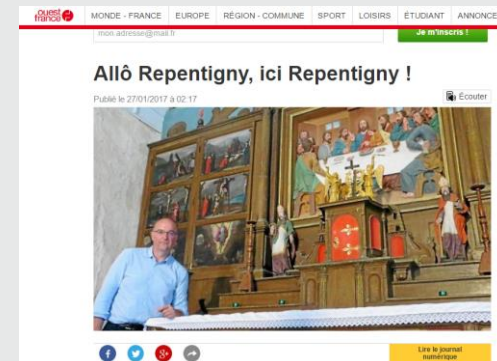 ouest france
MONDE - FRANCE EUROPE RÉGION - COMMUNE SPORT LOISIRS ÉTUDIANT ANNONCE
mon adresse@mail.fr
Je m'inscris !
Allô Repentigny, ici Repentigny !
Publié le 27/01/2017 à 02:17
Écouter
Lire le journal
numérique